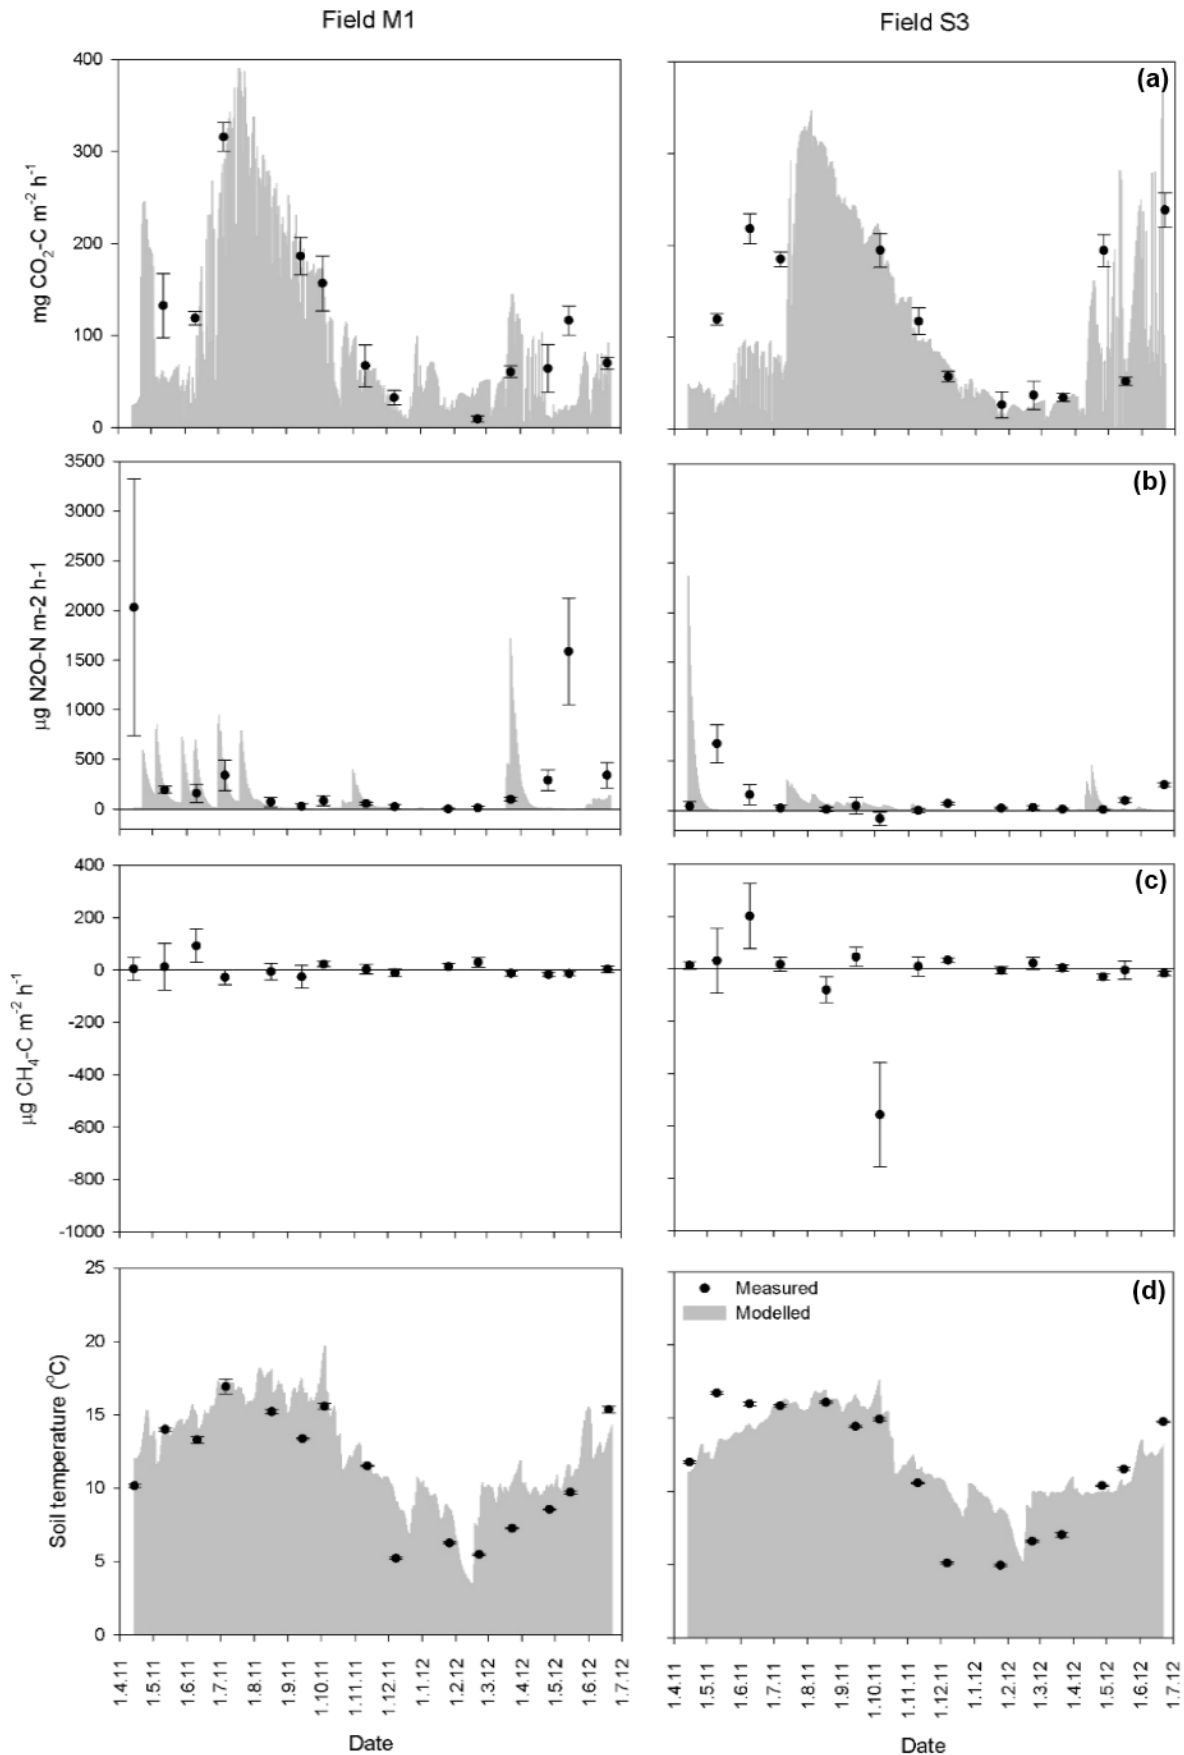 Field M1
Field S3
(a)
400
300
200
100
0
mg CO2-C m-2 h-1
(b)
3500
3000
2500
2000
1500
1000
500
0
µg N2O-N m-2 h-1
(c)
400
200
0
-200
-400
-600
-800
-1000
µg CH4-C m-2 h-1
(d)
Measured
Modelled
25
20
15
10
5
0
Soil temperature (oC)
1.4.11 1.5.11 1.6.11 1.7.11 1.8.11 1.9.11 1.10.11 1.11.11 1.12.11 1.1.12 1.2.12 1.3.12 1.4.12 1.5.12 1.6.12 1.7.12
1.4.11 1.5.11 1.6.11 1.7.11 1.8.11 1.9.11 1.10.11 1.11.11 1.12.11 1.1.12 1.2.12 1.3.12 1.4.12 1.5.12 1.6.12 1.7.12
Date
Date